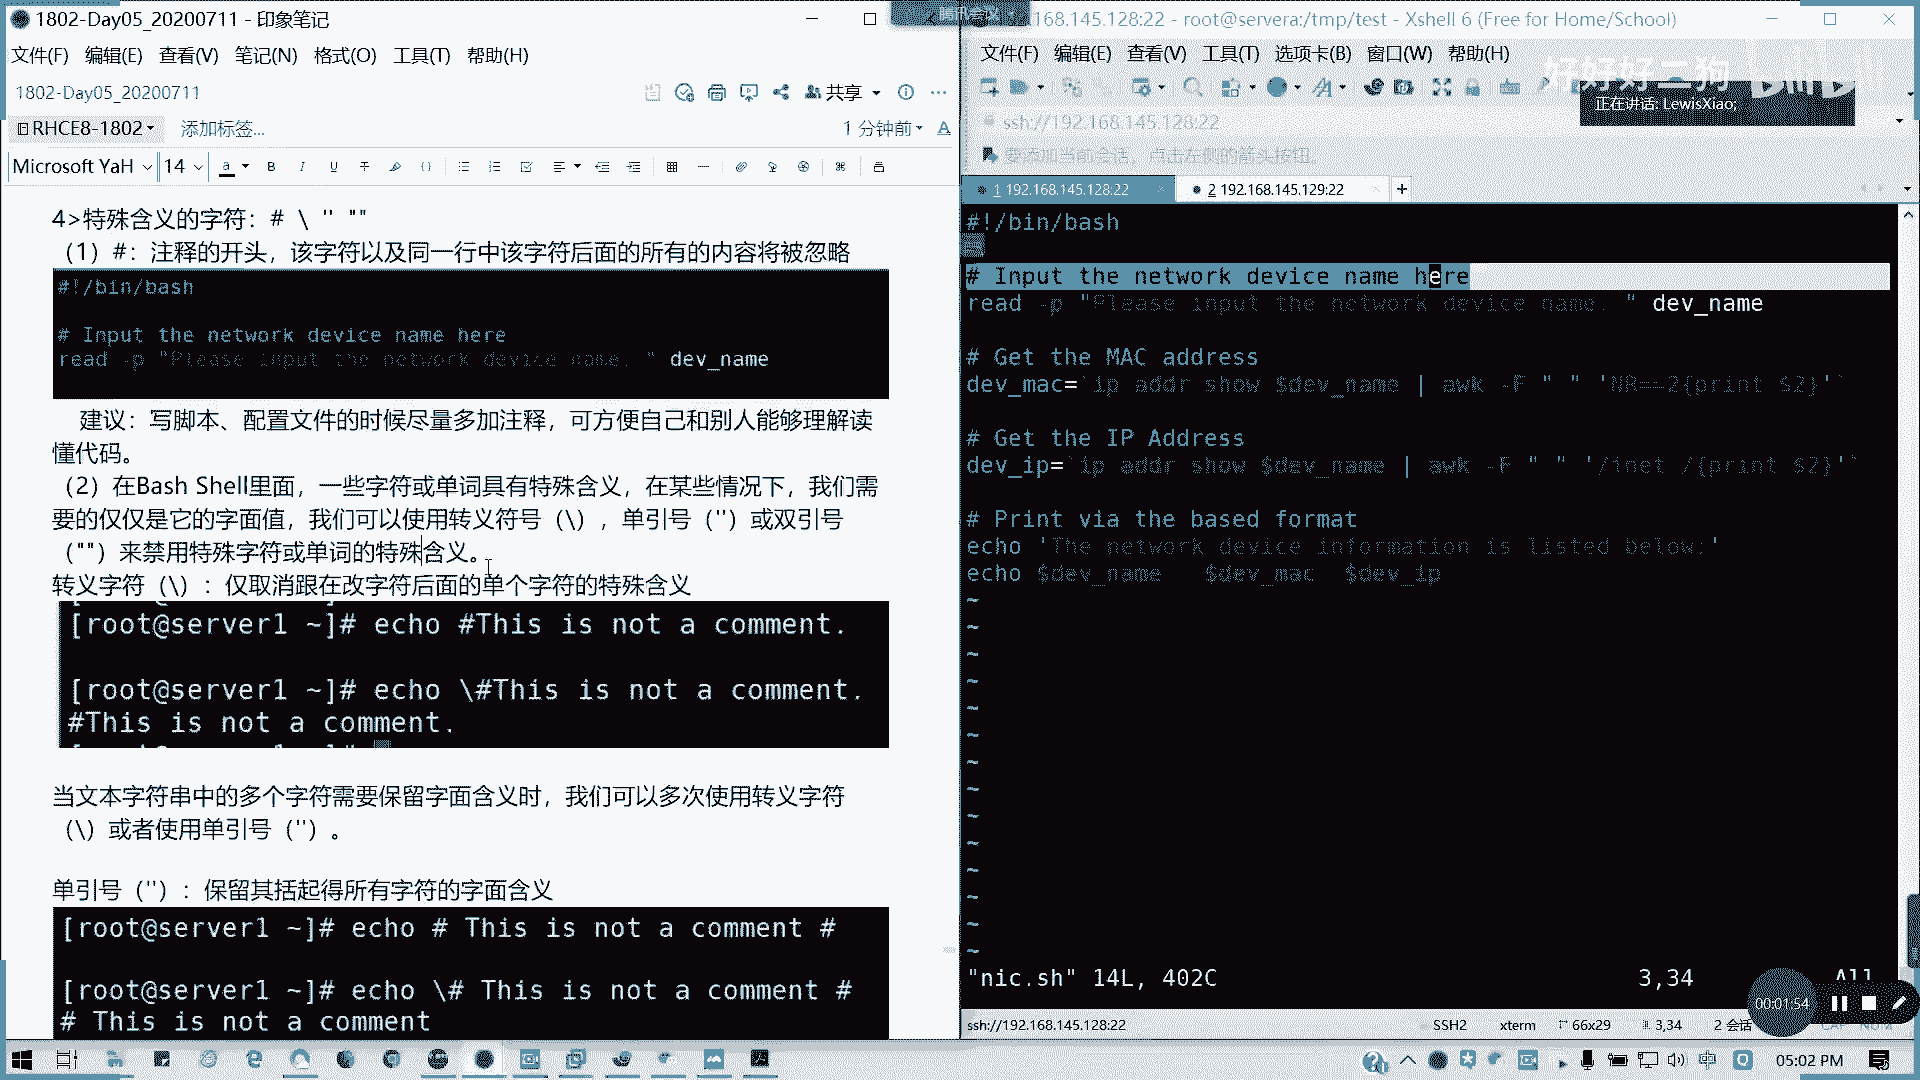 1802-Day05_20200711 - 印象笔记
文件(F) 编辑(E) 查看(V) 笔记(N) 格式(O) 工具(T) 帮助(H)
1802-Day05_20200711
共享
RHCE8-1802
添加标签...
1 分钟前
Microsoft YaH
14
4>特殊含义的字符：# \ '' ""
（1）#：注释的开头，该字符以及同一行中该字符后面的所有的内容将被忽略
#!/bin/bash
# Input the network device name here
read -p "Please input the network device name. " dev_name
建议：写脚本、配置文件的时候尽量多加注释，可方便自己和别人能够理解读
懂代码。
（2）在Bash Shell里面，一些字符或单词具有特殊含义，在某些情况下，我们需
要的仅仅是它的字面值，我们可以使用转义符号（\），单引号（''）或双引号
（""）来禁用特殊字符或单词的特殊含义。
转义字符（\）：仅取消跟在改字符后面的单个字符的特殊含义
[root@server1 ~]# echo #This is not a comment.
[root@server1 ~]# echo \#This is not a comment.
#This is not a comment.
当文本字符串中的多个字符需要保留字面含义时，我们可以多次使用转义字符
（\）或者使用单引号（''）。
单引号（''）：保留其括起得所有字符的字面含义
[root@server1 ~]# echo # This is not a comment #
[root@server1 ~]# echo \# This is not a comment #
# This is not a comment
腾讯会议
168.145.128:22 - root@servera:/tmp/test - Xshell 6 (Free for Home/School)
文件(F) 编辑(E) 查看(V) 工具(T) 选项卡(B) 窗口(W) 帮助(H)
好好好二狗
正在讲话: LewisXiao;
ssh://192.168.145.128:22
要添加当前会话，点击左侧的箭头按钮。
1 192.168.145.128:22
2 192.168.145.129:22
#!/bin/bash
# Input the network device name here
read -p "Please input the network device name. " dev_name
# Get the MAC address
dev_mac=`ip addr show $dev_name | awk -F " " 'NR==2{print $2}'`
# Get the IP Address
dev_ip=`ip addr show $dev_name | awk -F " " '/inet /{print $2}'`
# Print via the based format
echo 'The network device information is listed below:'
echo $dev_name $dev_mac $dev_ip
~
~
~
~
~
~
~
~
~
~
~
~
~
~
"nic.sh" 14L, 402C
3,34
All
00:01:54
ssh://192.168.145.128:22
SSH2
xterm
66x29
3,34
2 会话
05:02 PM